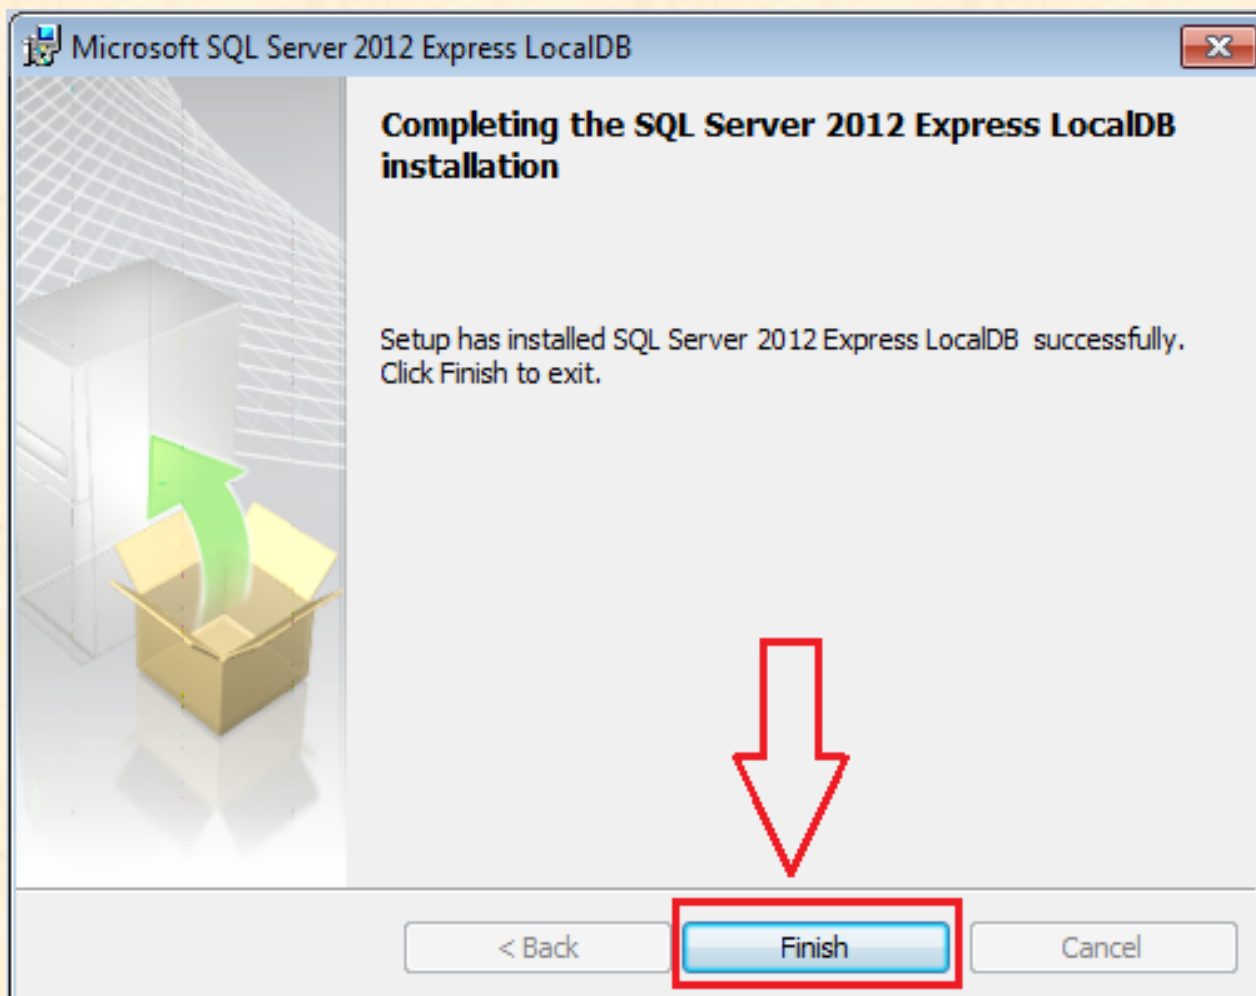 Microsoft SQL Server 2012 Express LocalDB
Completing the SQL Server 2012 Express LocalDB
installation
Setup has installed SQL Server 2012 Express LocalDB  successfully.
Click Finish to exit.
< Back
Finish
Cancel